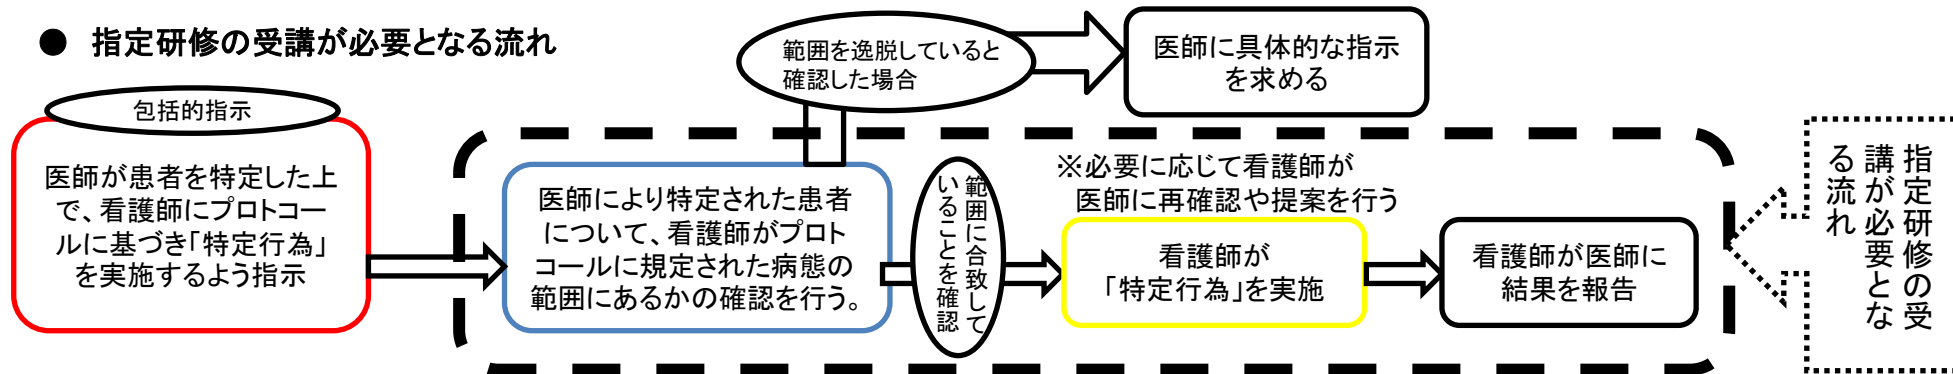 ● 指定研修の受講が必要となる流れ
包括的指示
医師が患者を特定した上
で、看護師にプロトコー
ルに基づき「特定行為」
を実施するよう指示
範囲を逸脱していると
確認した場合
医師に具体的な指示
を求める
医師により特定された患者
について、看護師がプロト
コールに規定された病態の
範囲にあるかの確認を行う。
範囲に合致して
いることを確認
※必要に応じて看護師が
医師に再確認や提案を行う
看護師が
「特定行為」を実施
看護師が医師に
結果を報告
指定研修の受
講が必要とな
る流れ